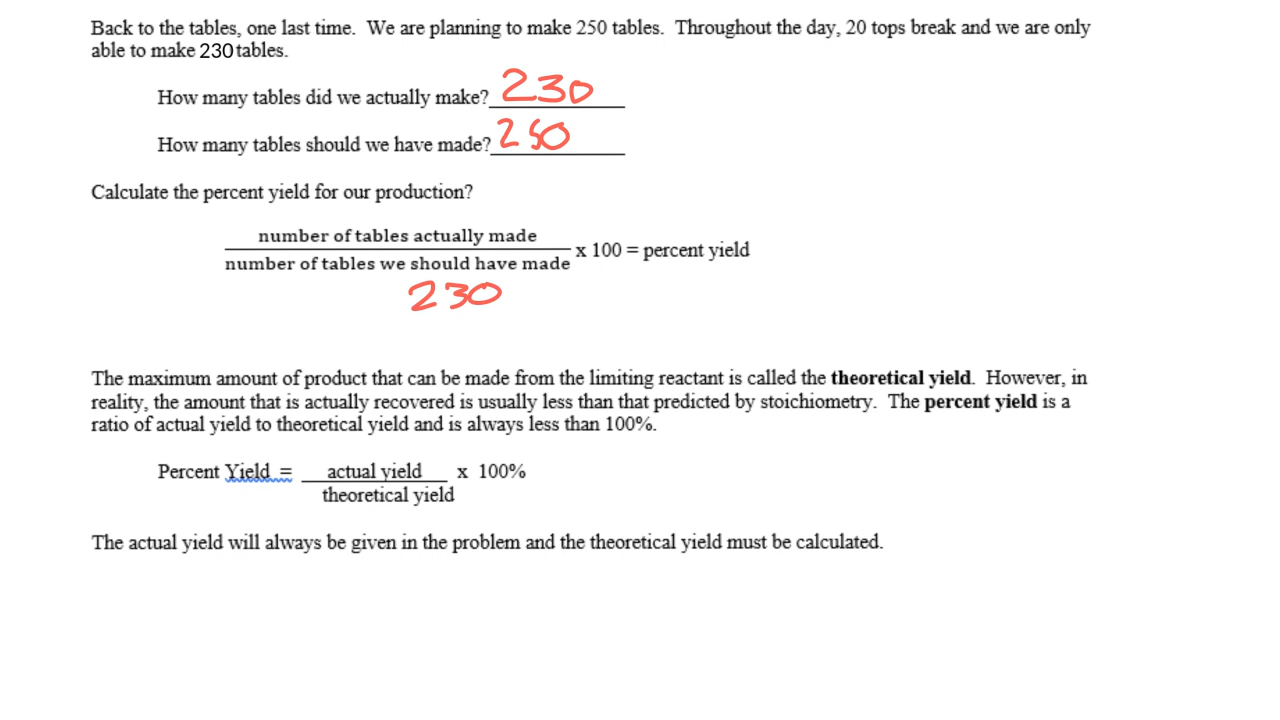 Back to the tables, one last time. We are planning to make 250 tables. Throughout the day, 20 tops break and we are only
able to make 230 tables.
How many tables did we actually make? 230
How many tables should we have made? 250
Calculate the percent yield for our production?
number of tables actually made
x 100 = percent yield
number of tables we should have made
230
The maximum amount of product that can be made from the limiting reactant is called the theoretical yield. However, in
reality, the amount that is actually recovered is usually less than that predicted by stoichiometry. The percent yield is a
ratio of actual yield to theoretical yield and is always less than 100%.
Percent Yield = actual yield x 100%
theoretical yield
The actual yield will always be given in the problem and the theoretical yield must be calculated.